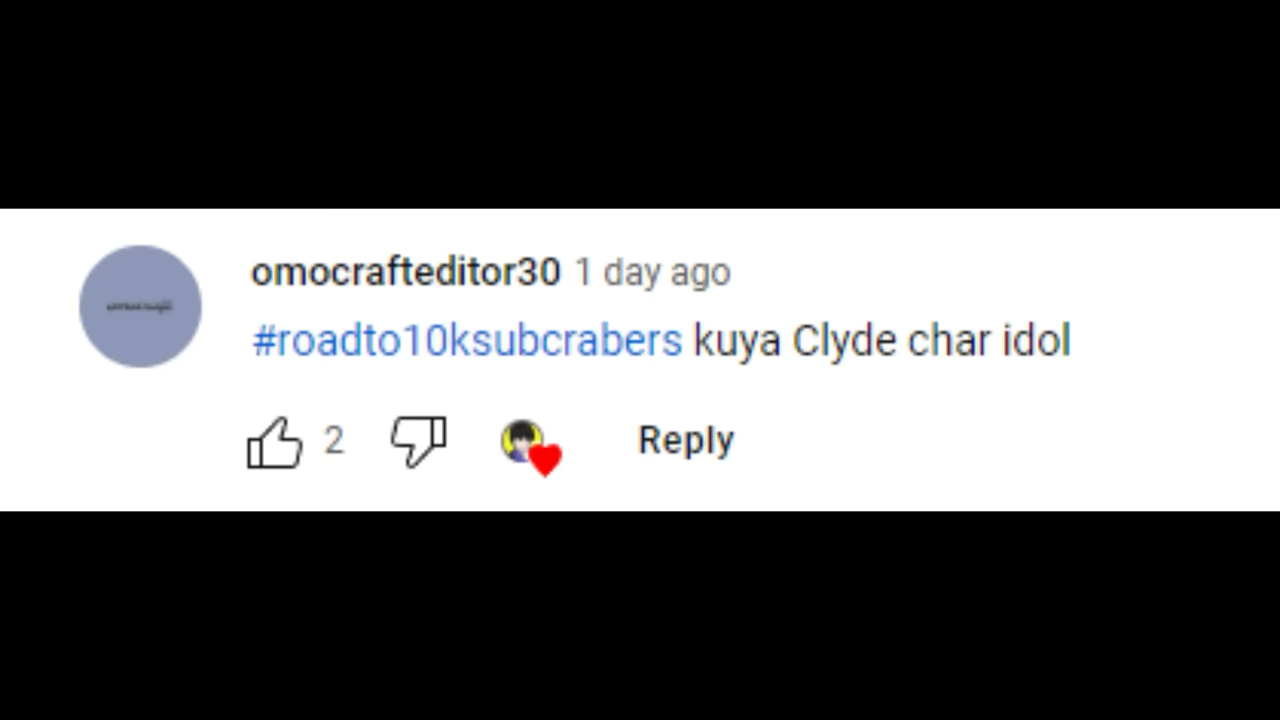 omocrafteditor30 1 day ago
#roadto10ksubcrabers kuya Clyde char idol
2 Reply